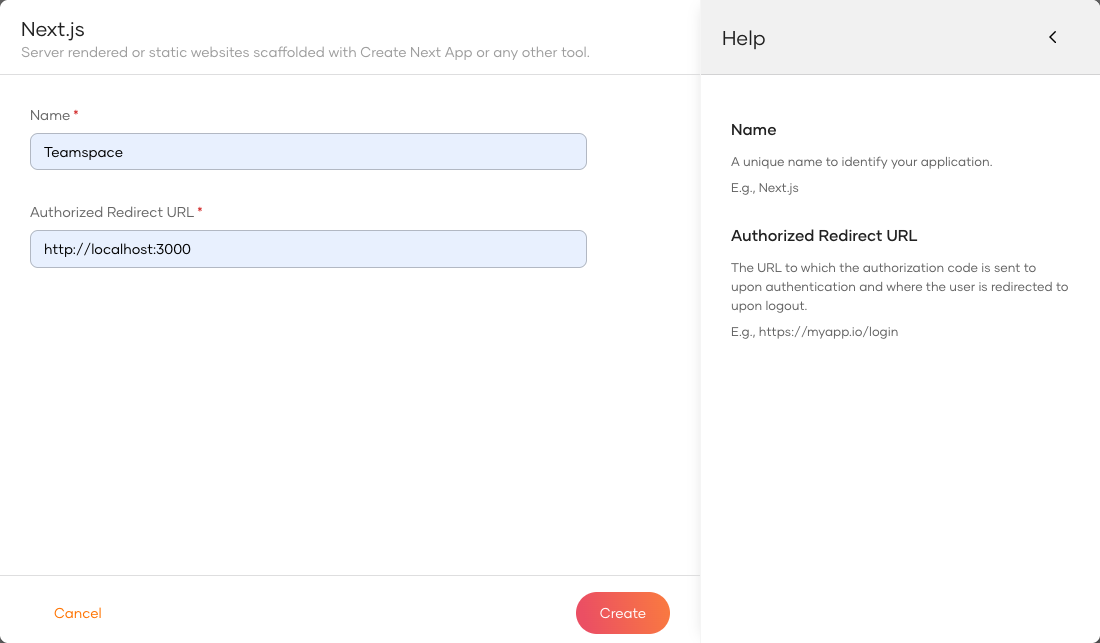 Next.js
Server rendered or static websites scaffolded with Create Next App or any other tool.
Name *
Teamspace
Authorized Redirect URL *
http://localhost:3000
Cancel
Create
Help
Name
A unique name to identify your application.
E.g., Next.js
Authorized Redirect URL
The URL to which the authorization code is sent to
upon authentication and where the user is redirected to
upon logout.
E.g., https://myapp.io/login